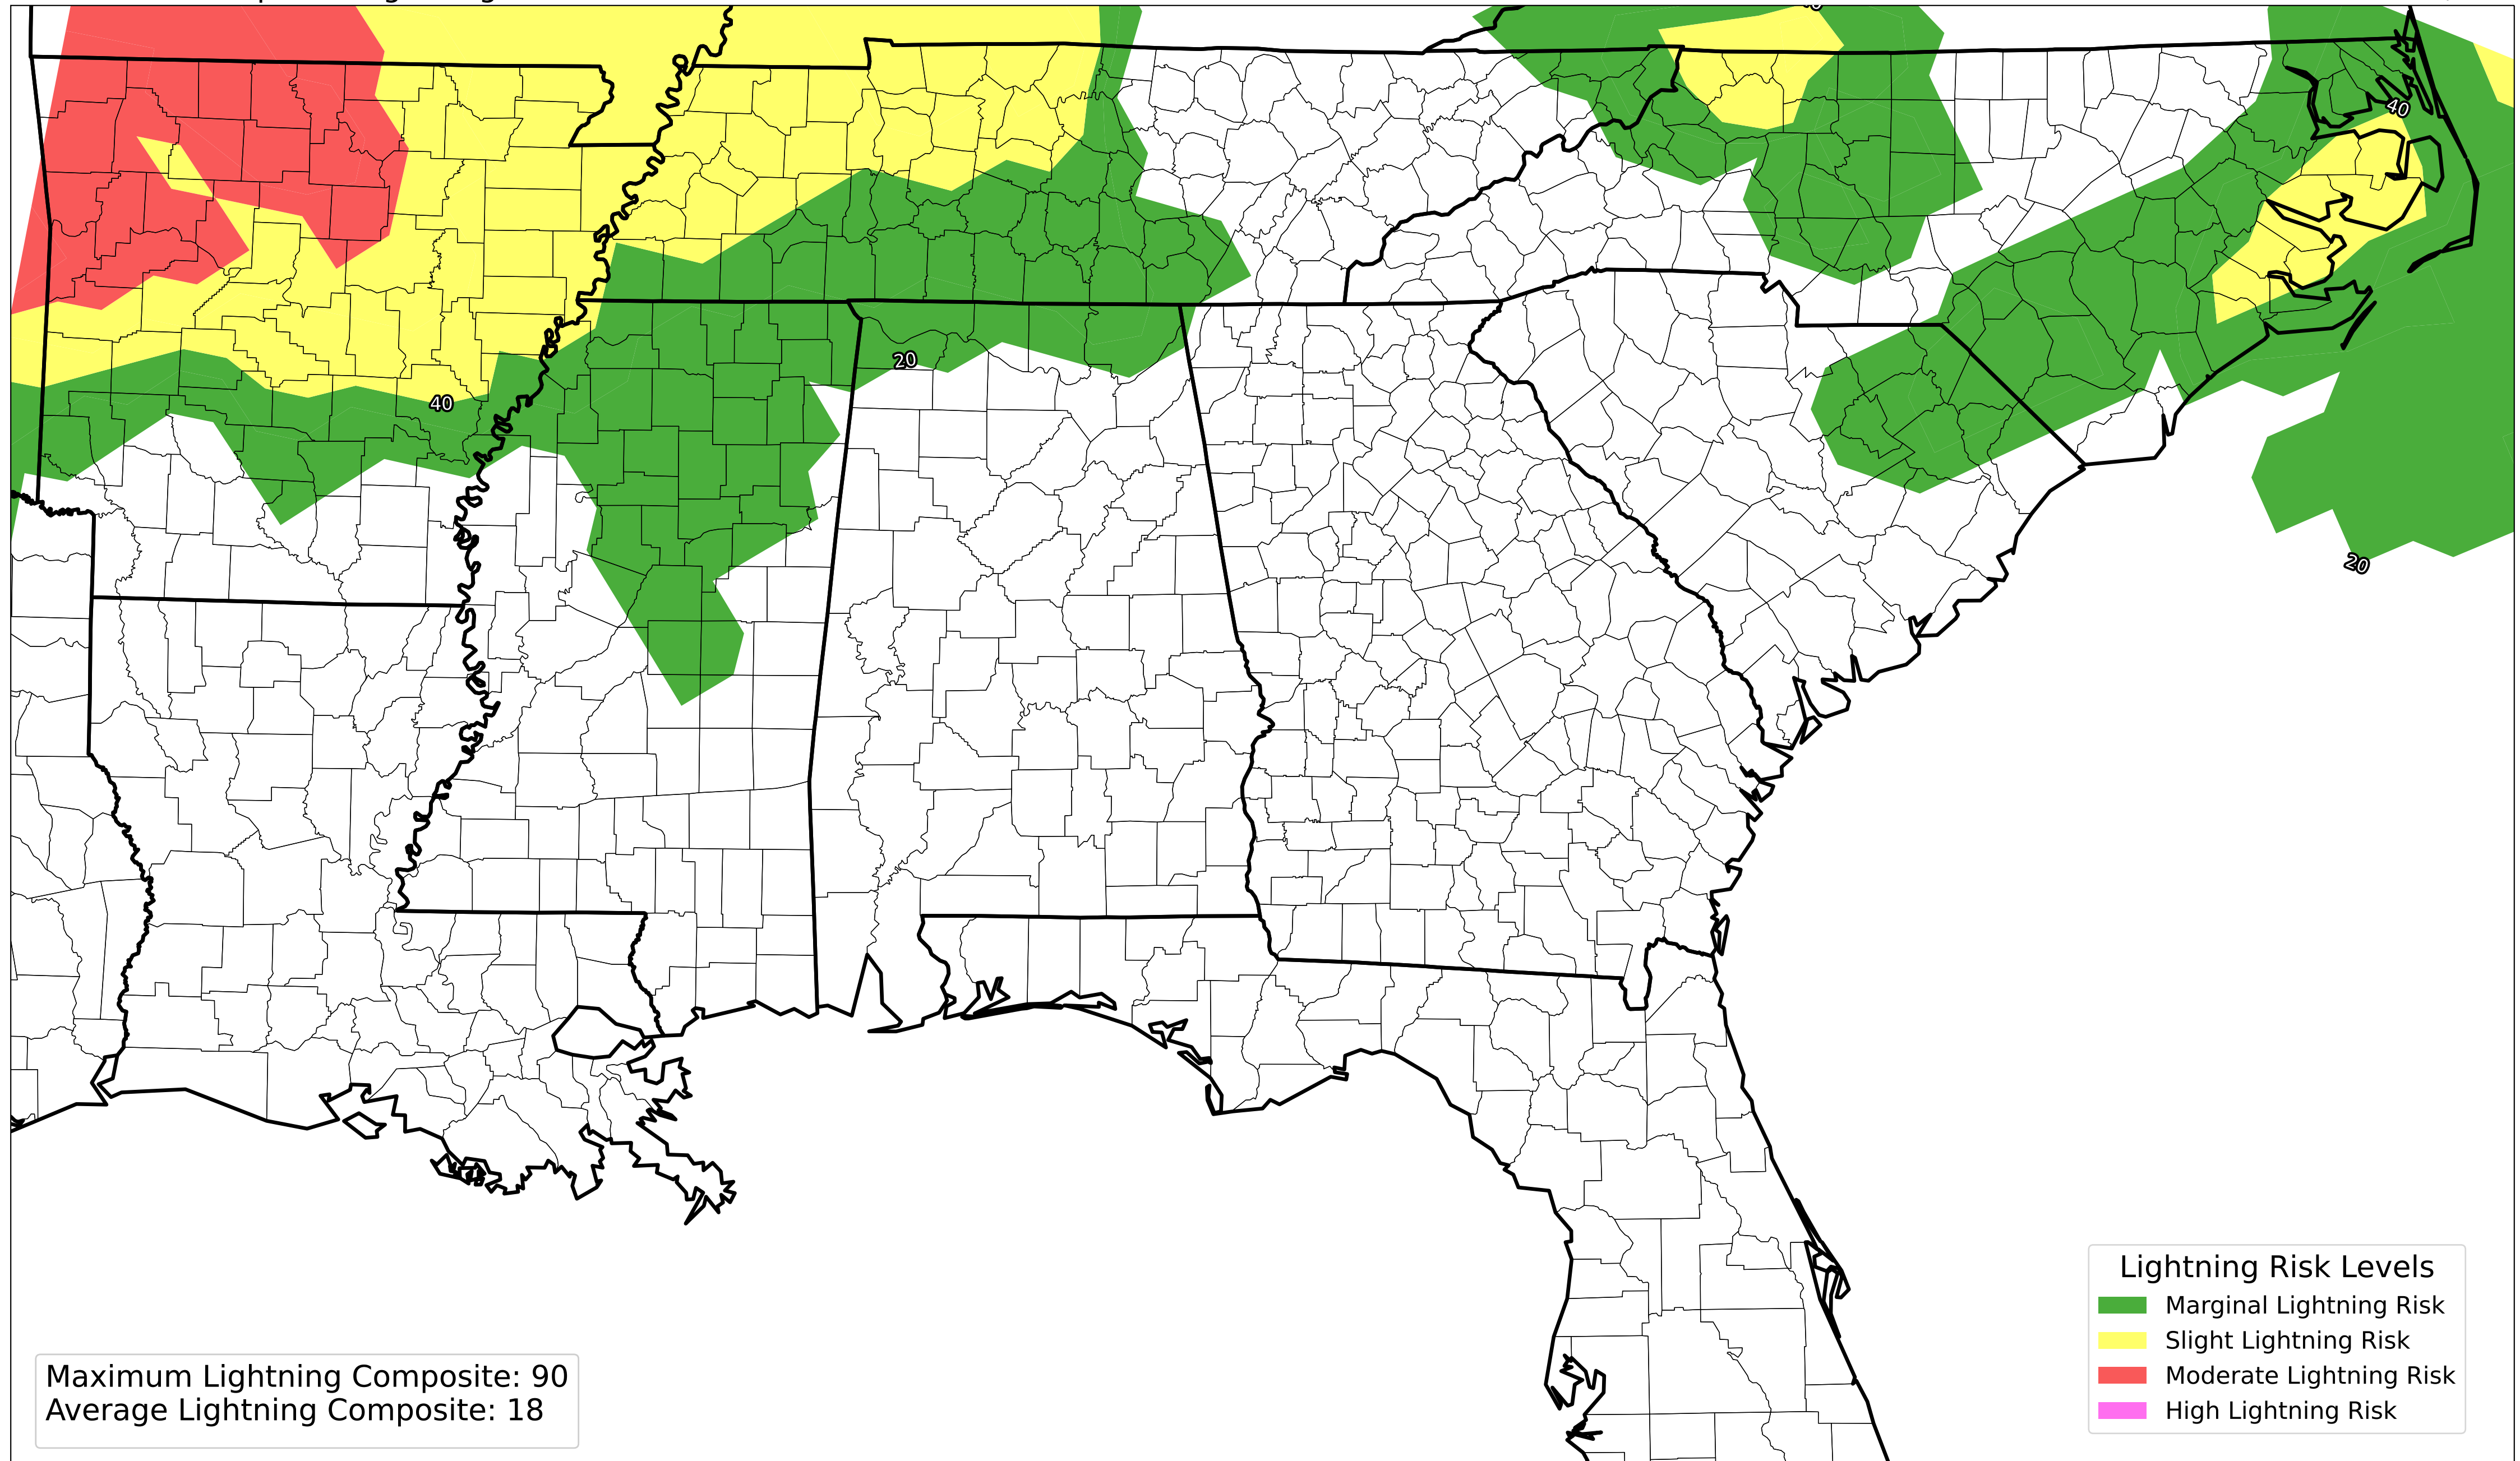 40
20
40
20
Lightning Risk Levels
Marginal Lightning Risk
Slight Lightning Risk
Moderate Lightning Risk
High Lightning Risk
Maximum Lightning Composite: 90
Average Lightning Composite: 18